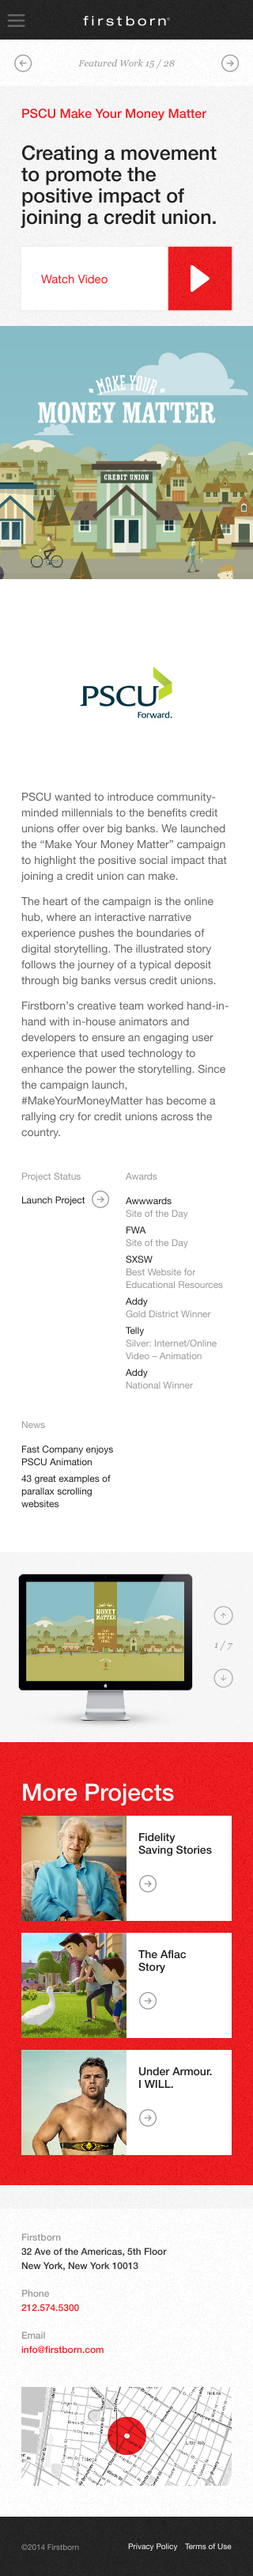 firstborn®
Featured Work 15 / 28
PSCU Make Your Money Matter
Creating a movement
to promote the
positive impact of
joining a credit union.
Watch Video
MAKE YOUR
MONEY MATTER
CREDIT UNION
PSCU
Forward.
PSCU wanted to introduce community-
minded millennials to the benefits credit
unions offer over big banks. We launched
the “Make Your Money Matter” campaign
to highlight the positive social impact that
joining a credit union can make.
The heart of the campaign is the online
hub, where an interactive narrative
experience pushes the boundaries of
digital storytelling. The illustrated story
follows the journey of a typical deposit
through big banks versus credit unions.
Firstborn’s creative team worked hand-in-
hand with in-house animators and
developers to ensure an engaging user
experience that used technology to
enhance the power the storytelling. Since
the campaign launch,
#MakeYourMoneyMatter has become a
rallying cry for credit unions across the
country.
Project Status
Launch Project
Awards
Awwwards
Site of the Day
FWA
Site of the Day
SXSW
Best Website for
Educational Resources
Addy
Gold District Winner
Telly
Silver: Internet/Online
Video – Animation
Addy
National Winner
News
Fast Company enjoys
PSCU Animation
43 great examples of
parallax scrolling
websites
MONEY
MATTER
1 / 7
More Projects
Fidelity
Saving Stories
The Aflac
Story
Under Armour.
I WILL.
Firstborn
32 Ave of the Americas, 5th Floor
New York, New York 10013
Phone
212.574.5300
Email
info@firstborn.com
©2014 Firstborn
Privacy Policy
Terms of Use